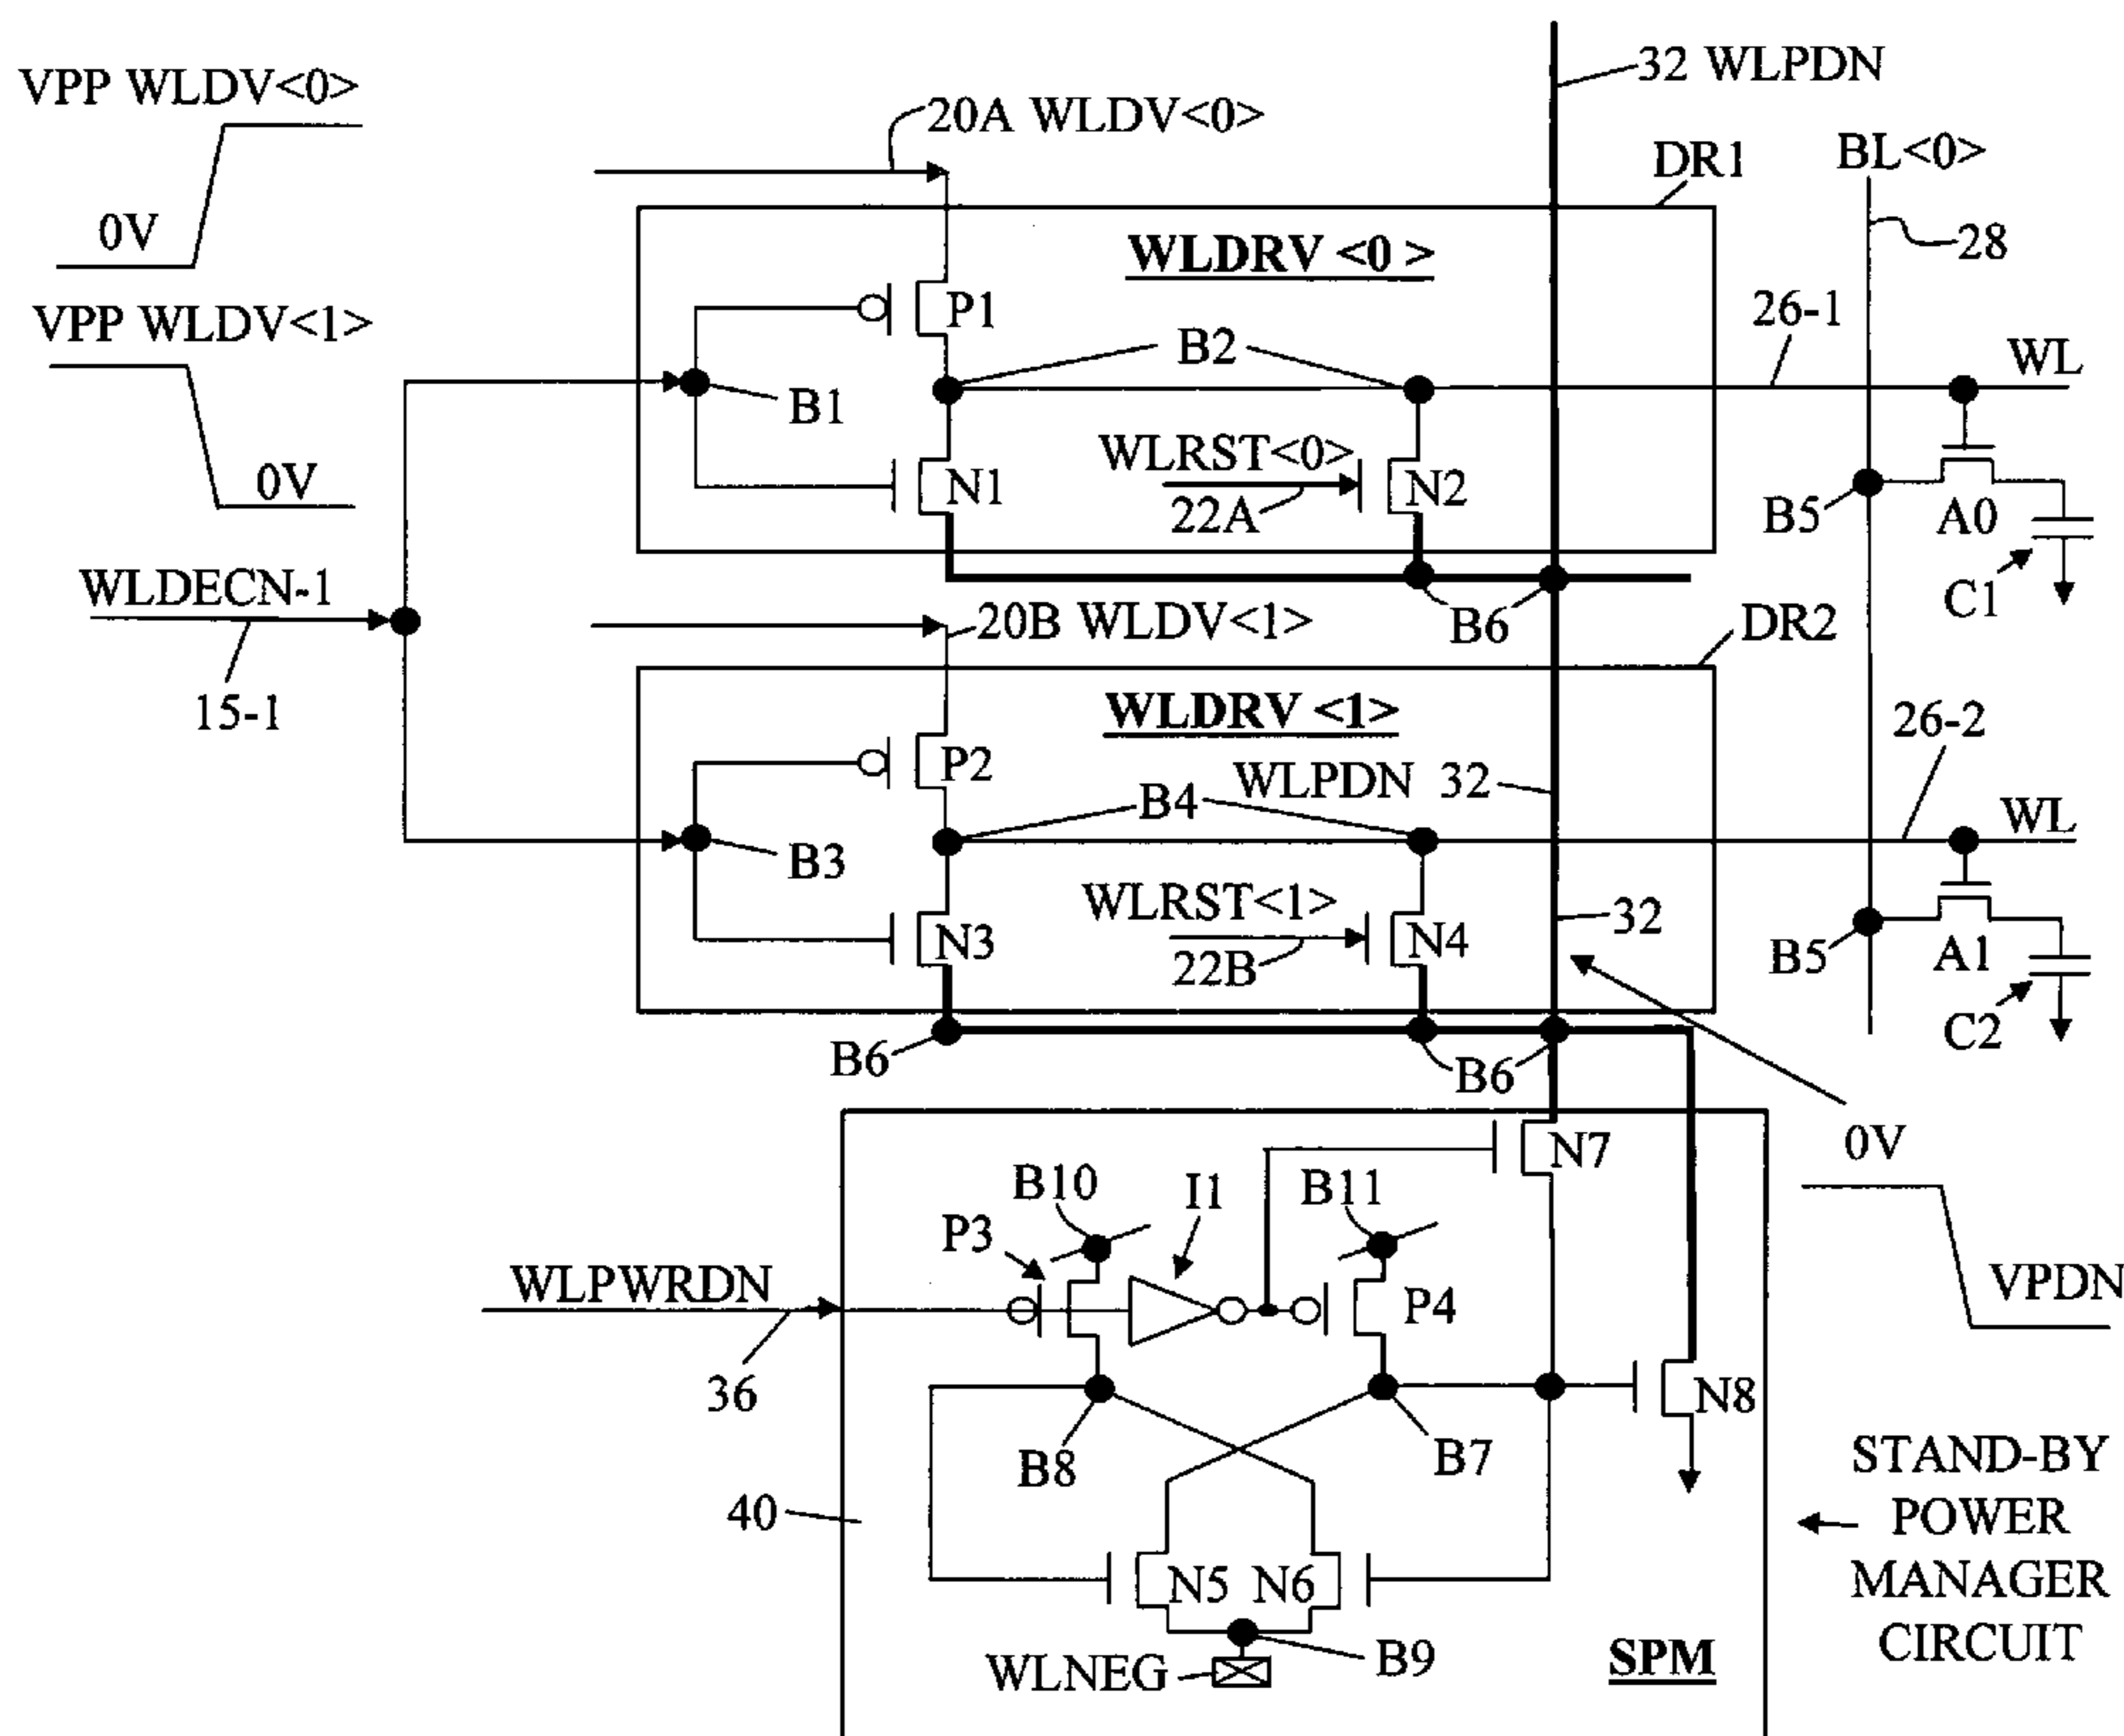 VPP WLDV<0>
0V
VPP WLDV<1>
0V
WLDECN-1
15-1
20A WLDV<0>
32 WLPDN
DR1
BL<0>
28
WLDRV <0 >
P1
B1
B2
26-1
WL
WLRST<0>
22A
N1
N2
B5
A0
C1
B6
20B WLDV<1>
DR2
WLDRV <1>
P2
B3
B4
WLPDN 32
26-2
WL
WLRST<1>
22B
N3
N4
32
B5
A1
C2
B6
B6
0V
VPDN
N7
B10
I1
B11
P3
WLPWRDN
36
P4
N8
B8
B7
40
N5
N6
B9
WLNEG
SPM
STAND-BY
POWER
MANAGER
CIRCUIT